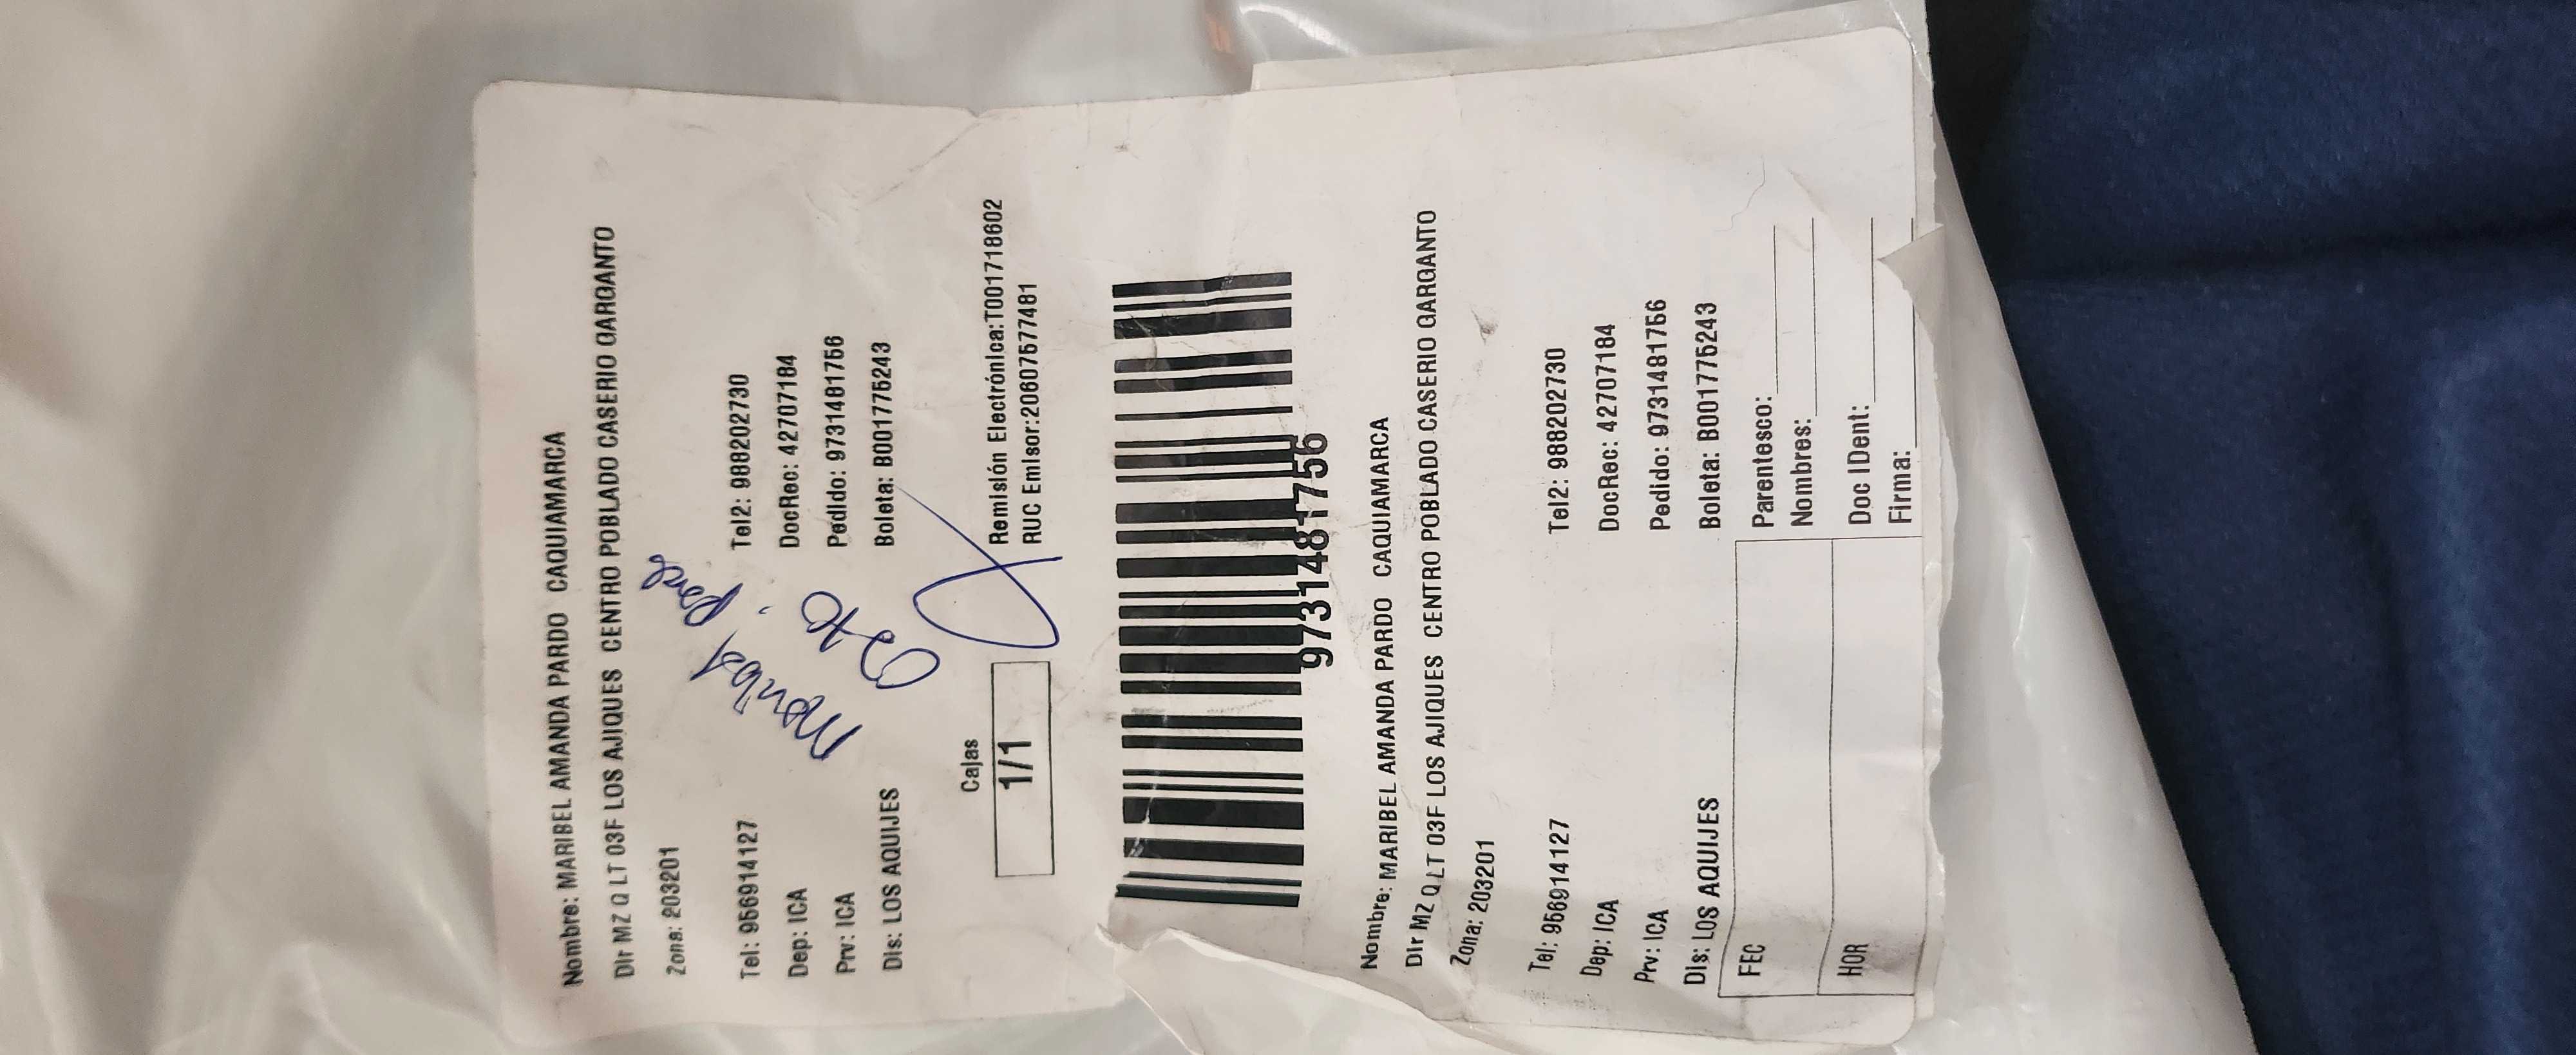 Nombre: MARIBEL AMANDA PARDO CAQUIAMARCA
Dir MZ Q LT 03F LOS AJIQUES CENTRO POBLADO CASERIO GARGANTO
Zona: 203201
Tel: 956914127 Tel2: 988202730
Dep: ICA DocRec: 42707184
Prv: ICA Pedido: 9731481756
Dis: LOS AQUIJES Boleta: B001775243
Maribel
Cajas
1/1
Remisión Electrónica:T001718602
RUC Emisor:20607577481
9731481756
Nombre: MARIBEL AMANDA PARDO CAQUIAMARCA
Dir MZ Q LT 03F LOS AJIQUES CENTRO POBLADO CASERIO GARGANTO
Zona: 203201
Tel: 956914127 Tel2: 988202730
Dep: ICA DocRec: 42707184
Prv: ICA Pedido: 9731481756
Dis: LOS AQUIJES Boleta: B001775243
FEC Parentesco:
Nombres:
HOR Doc IDent:
Firma: